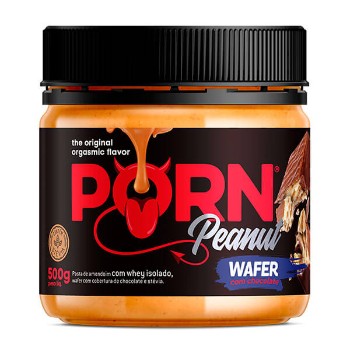 the original
orgasmic flavor
PORN®
Peanut
WAFER
500g
Pasta de amendoim com whey isolado,
wafer com cobertura de chocolate e stévia.